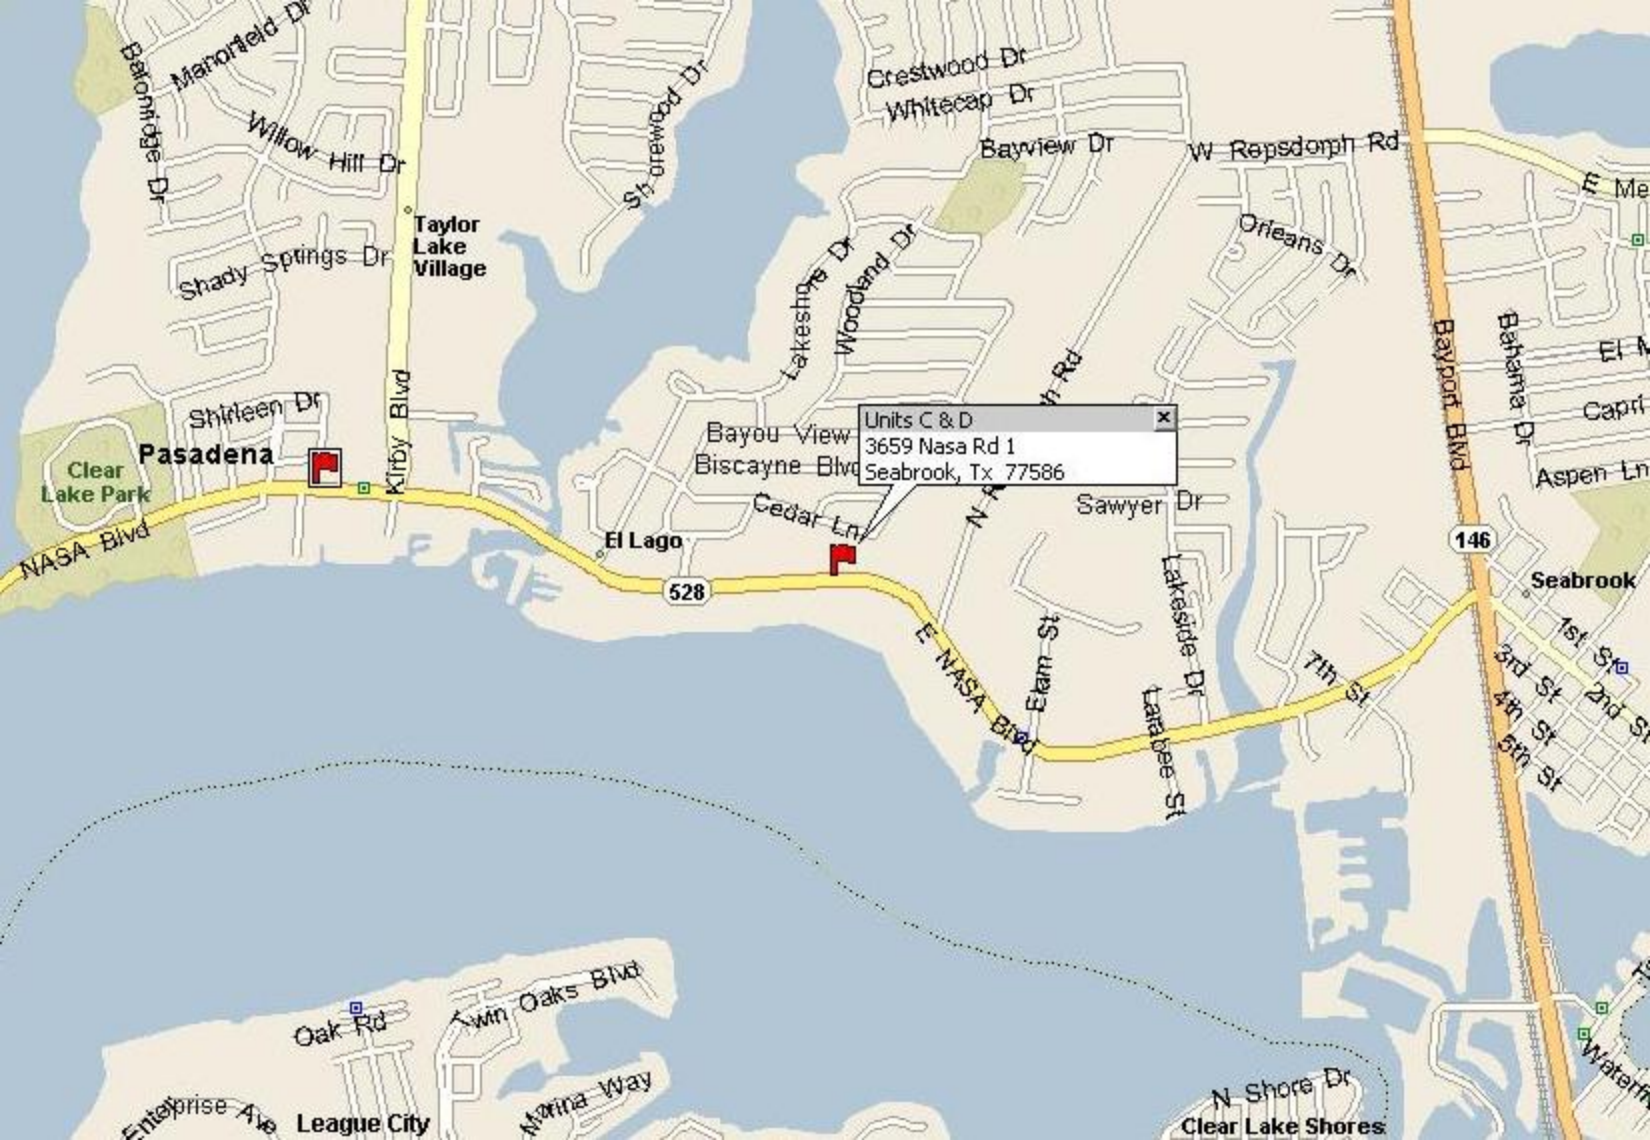 Manorfield Dr
Baronridge Dr
Willow Hill Dr
Shorewood Dr
Crestwood Dr
Whitecap Dr
Bayview Dr
W Repsdorph Rd
Me
Taylor
Lake
Village
Shady Springs Dr
Lakeshore Dr
Woodland Dr
Orleans Dr
Bayport Blvd
Bahama Dr
El M
Capri
Aspen Ln
Shirleen Dr
Kirby Blvd
Pasadena
Clear
Lake Park
NASA Blvd
Bayou View
Biscayne Blvd
Cedar Ln
Units C & D
3659 Nasa Rd 1
Seabrook, Tx 77586
Sawyer Dr
El Lago
528
146
Seabrook
E NASA Blvd
Elam St
Lakeside Dr
Larabee St
7th St
1st St
2nd St
3rd St
4th St
5th St
Oak Rd
Twin Oaks Blvd
Marina Way
Enterprise Ave
League City
N Shore Dr
Clear Lake Shores